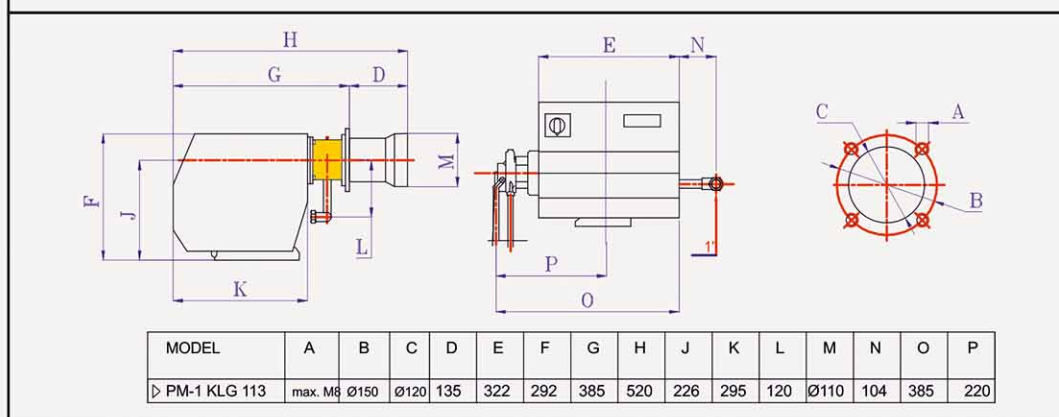 H
G D
F
J
K
L
M
E N
P
O
1"
C A
B
MODEL A B C D E F G H J K L M N O P
▷ PM-1 KLG 113 max. M8 Ø150 Ø120 135 322 292 385 520 226 295 120 Ø110 104 385 220